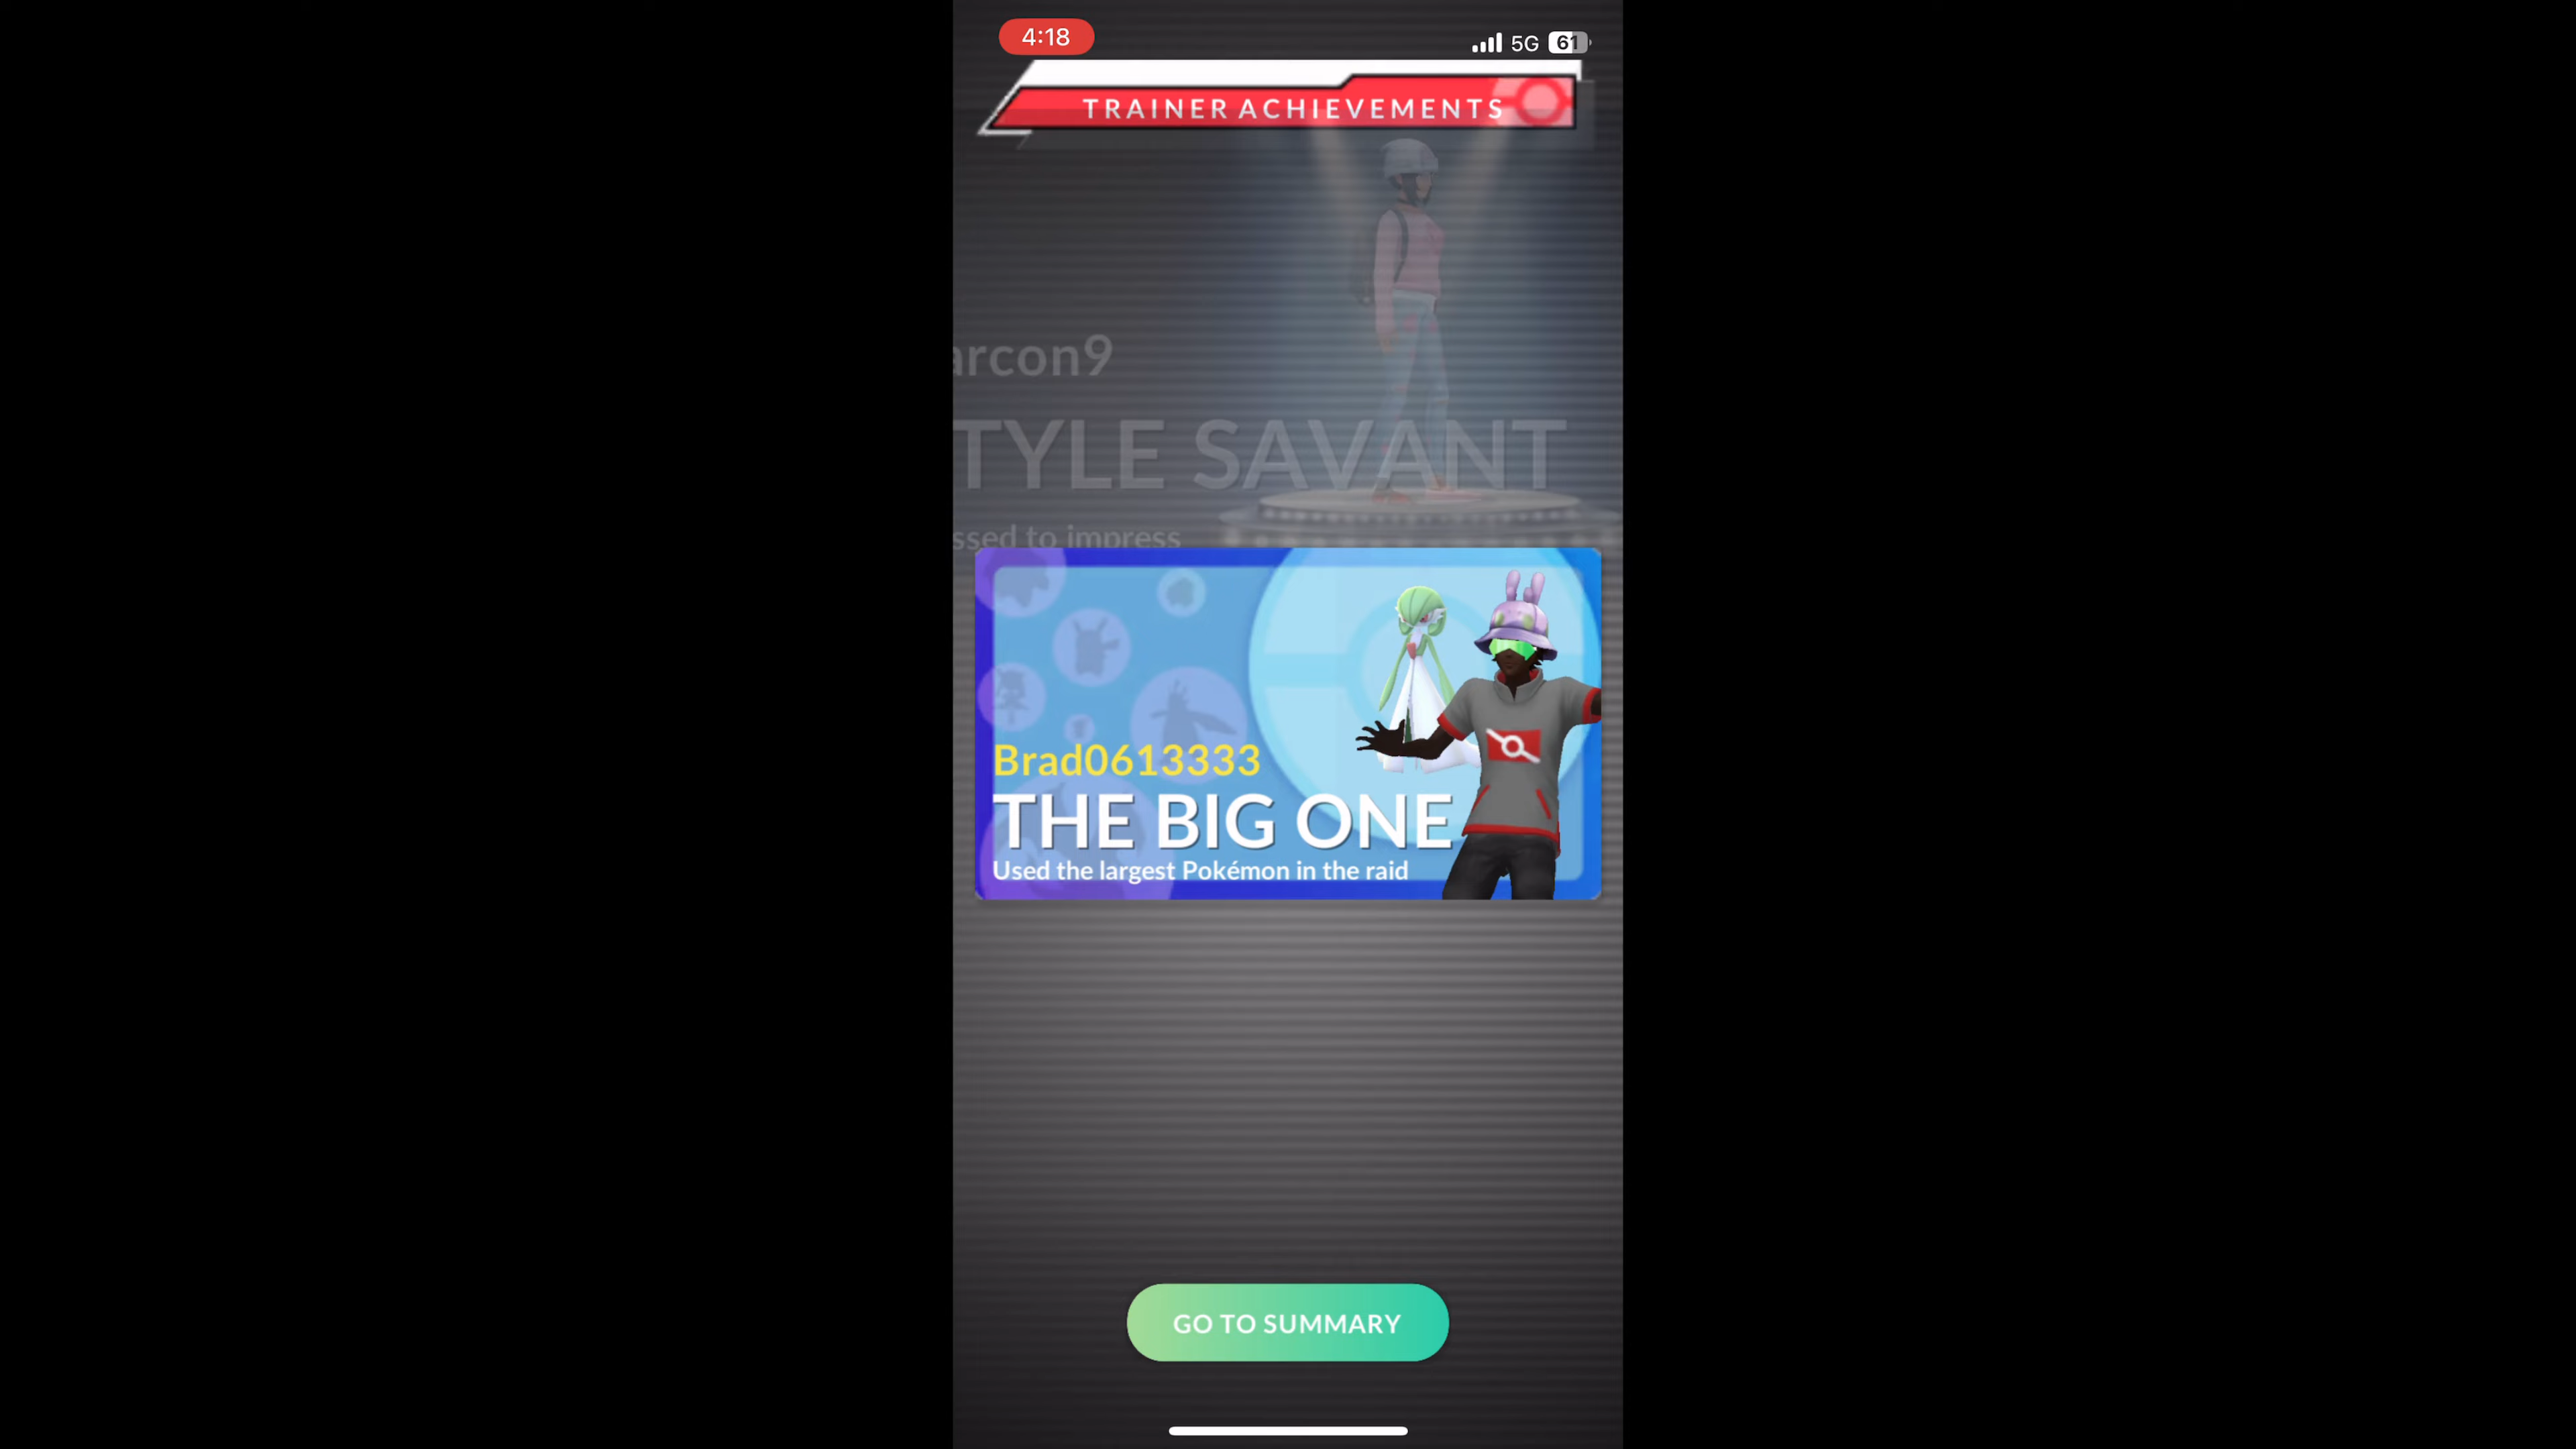 4:18
5G 61
TRAINER ACHIEVEMENTS
arcon9
TYLE SAVANT
ssed to impress
Brad0613333
THE BIG ONE
Used the largest Pokémon in the raid
GO TO SUMMARY